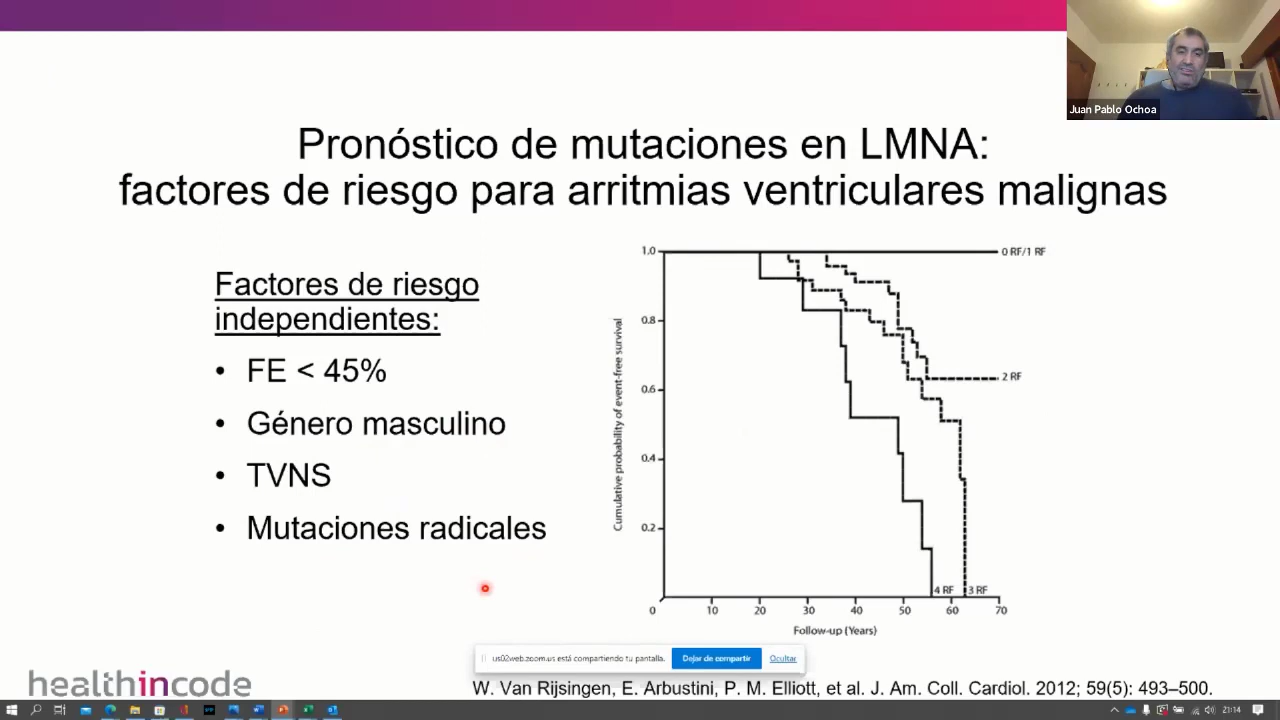 Juan Pablo Ochoa
Pronóstico de mutaciones en LMNA:
factores de riesgo para arritmias ventriculares malignas
Factores de riesgo
independientes:
• FE < 45%
• Género masculino
• TVNS
• Mutaciones radicales
Cumulative probability of event-free survival
1.0
0.8
0.6
0.4
0.2
0
10
20
30
40
50
60
70
0 RF/1 RF
2 RF
4 RF
3 RF
Follow-up (Years)
us02web.zoom.us está compartiendo tu pantalla.
Dejar de compartir
Ocultar
healthincode
W. Van Rijsingen, E. Arbustini, P. M. Elliott, et al. J. Am. Coll. Cardiol. 2012; 59(5): 493–500.
21:14